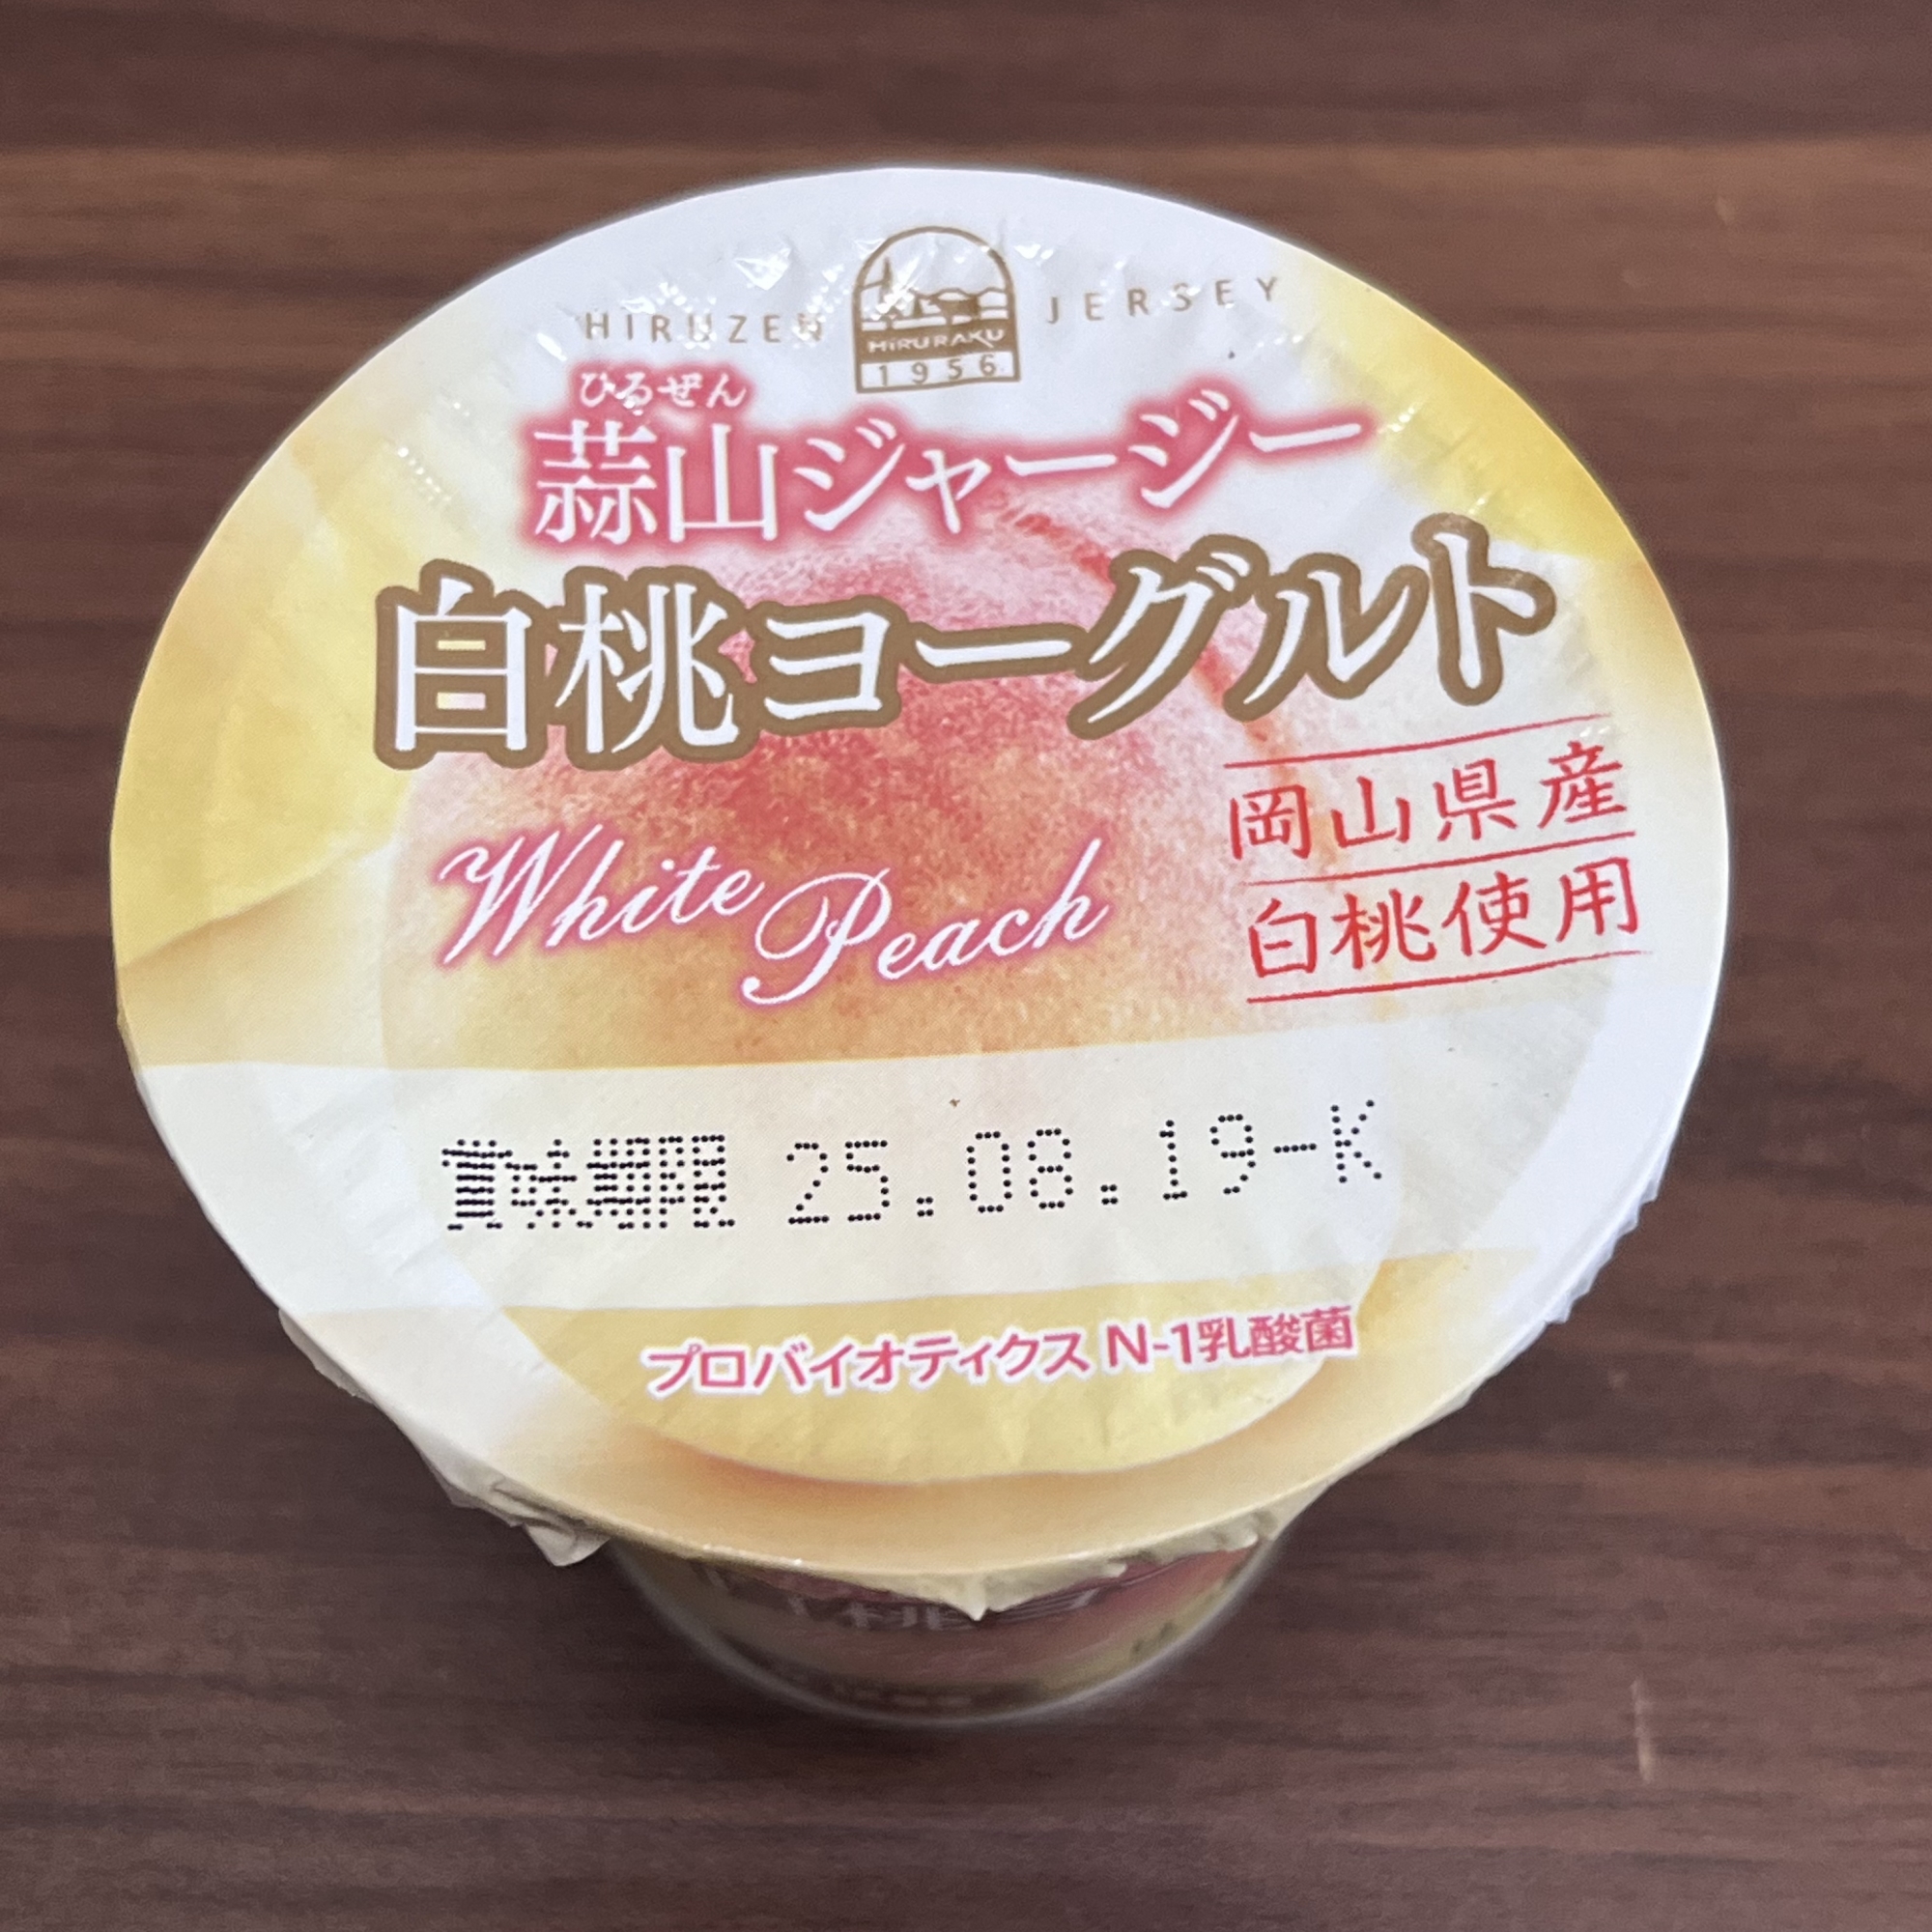 HIRUZEN JERSEY
HIRURAKU
1956
ひるぜん
蒜山ジャージー
白桃ヨーグルト
White Peach
岡山県産
白桃使用
賞味期限 25.08.19-K
プロバイオティクス N-1乳酸菌